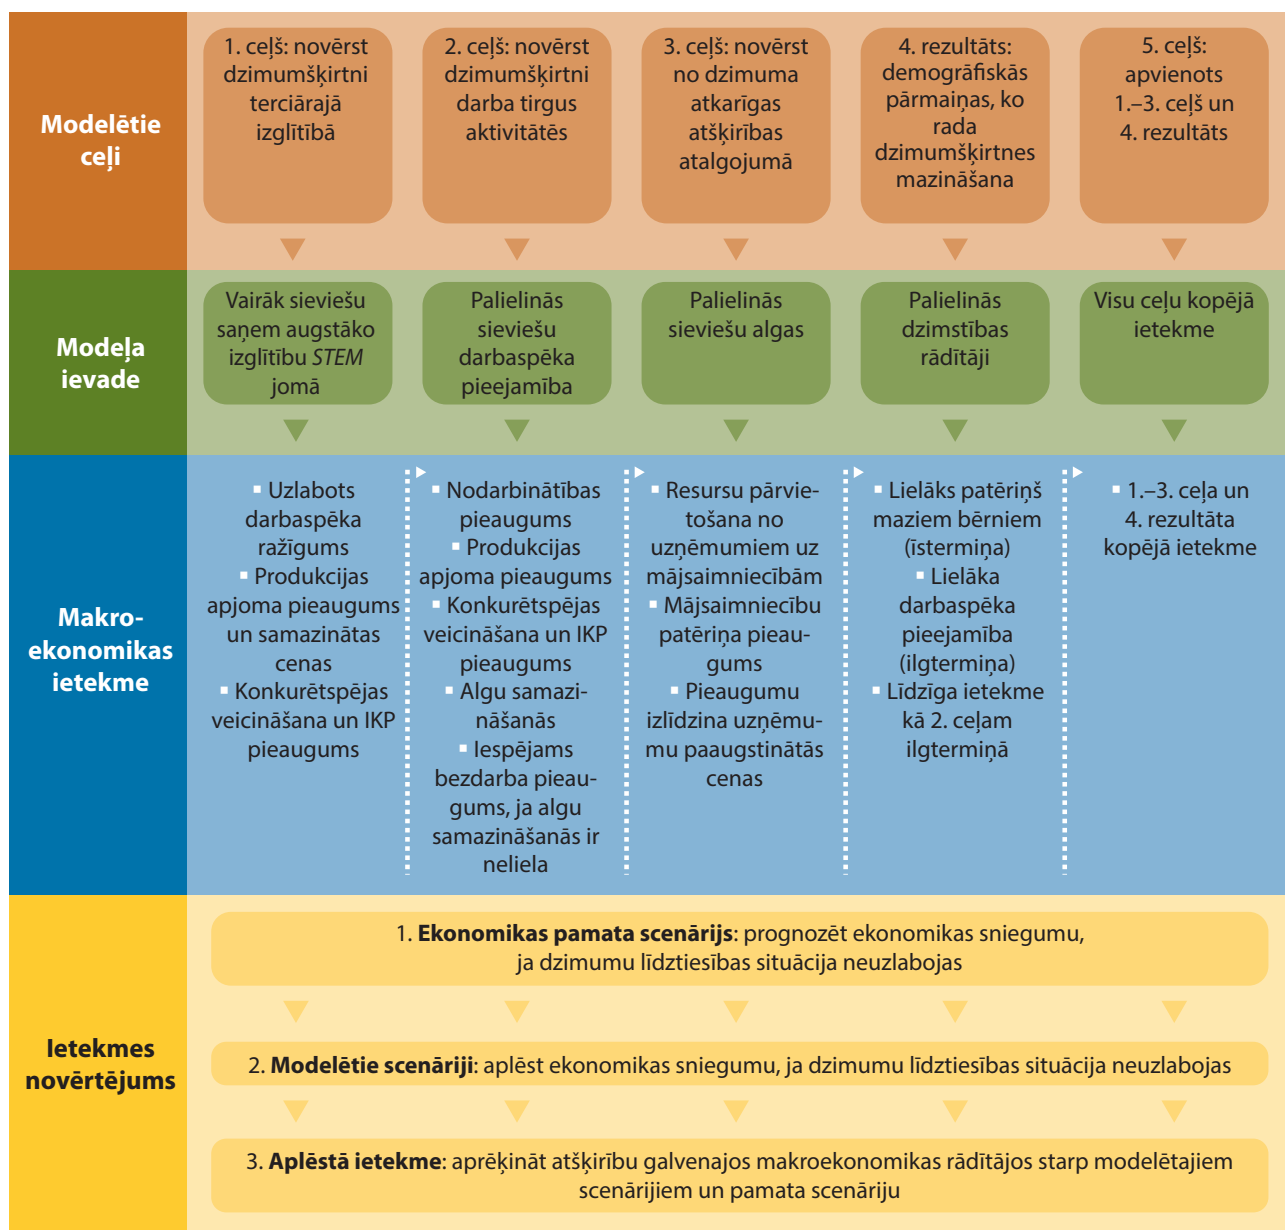 Modelētie
ceļi
1. ceļš: novērst
dzimumšķirtni
terciārajā
izglītībā
2. ceļš: novērst
dzimumšķirtni
darba tirgus
aktivitātēs
3. ceļš: novērst
no dzimuma
atkarīgas
atšķirības
atalgojumā
4. rezultāts:
demogrāfiskās
pārmaiņas, ko
rada
dzimumšķirtnes
mazināšana
5. ceļš:
apvienots
1.–3. ceļš un
4. rezultāts
Modeļa
ievade
Vairāk sieviešu
saņem augstāko
izglītību STEM
jomā
Palielinās
sieviešu
darbaspēka
pieejamība
Palielinās
sieviešu algas
Palielinās
dzimstības
rādītāji
Visu ceļu kopējā
ietekme
Makro-
ekonomikas
ietekme
▪ Uzlabots
darbaspēka
ražīgums
▪ Produkcijas
apjoma pieaugums
un samazinātas
cenas
▪ Konkurētspējas
veicināšana un IKP
pieaugums
▪ Nodarbinātības
pieaugums
▪ Produkcijas
apjoma pieaugums
▪ Konkurētspējas
veicināšana un IKP
pieaugums
▪ Algu samazi-
nāšanās
▪ Iespējams
bezdarba pieau-
gums, ja algu
samazināšanās ir
neliela
▪ Resursu pārvie-
tošana no
uzņēmumiem uz
mājsaimniecībām
▪ Mājsaimniecību
patēriņa pieau-
gums
▪ Pieaugumu
izlīdzina uzņēmu-
mu paaugstinātās
cenas
▪ Lielāks patēriņš
maziem bērniem
(īstermiņa)
▪ Lielāka
darbaspēka
pieejamība
(ilgtermiņa)
▪ Līdzīga ietekme
kā 2. ceļam
ilgtermiņā
▪ 1.–3. ceļa un
4. rezultāta
kopējā ietekme
Ietekmes
novērtējums
1. Ekonomikas pamata scenārijs: prognozēt ekonomikas sniegumu,
ja dzimumu līdztiesības situācija neuzlabojas
2. Modelētie scenāriji: aplēst ekonomikas sniegumu, ja dzimumu līdztiesības situācija neuzlabojas
3. Aplēstā ietekme: aprēķināt atšķirību galvenajos makroekonomikas rādītājos starp modelētajiem
scenārijiem un pamata scenāriju